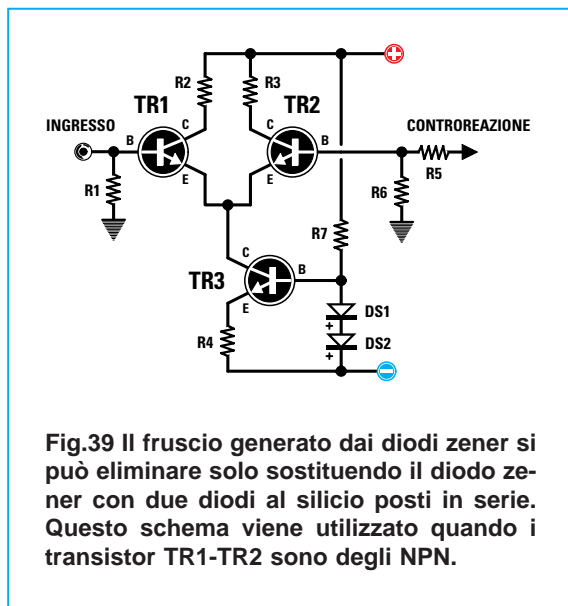 R2
R3
TR1
TR2
INGRESSO
CONTROREAZIONE
B
C
E
C
E
B
R1
R5
R6
R7
C
TR3
B
E
R4
DS1
+
DS2
+
Fig.39 Il fruscio generato dai diodi zener si
può eliminare solo sostituendo il diodo ze-
ner con due diodi al silicio posti in serie.
Questo schema viene utilizzato quando i
transistor TR1-TR2 sono degli NPN.